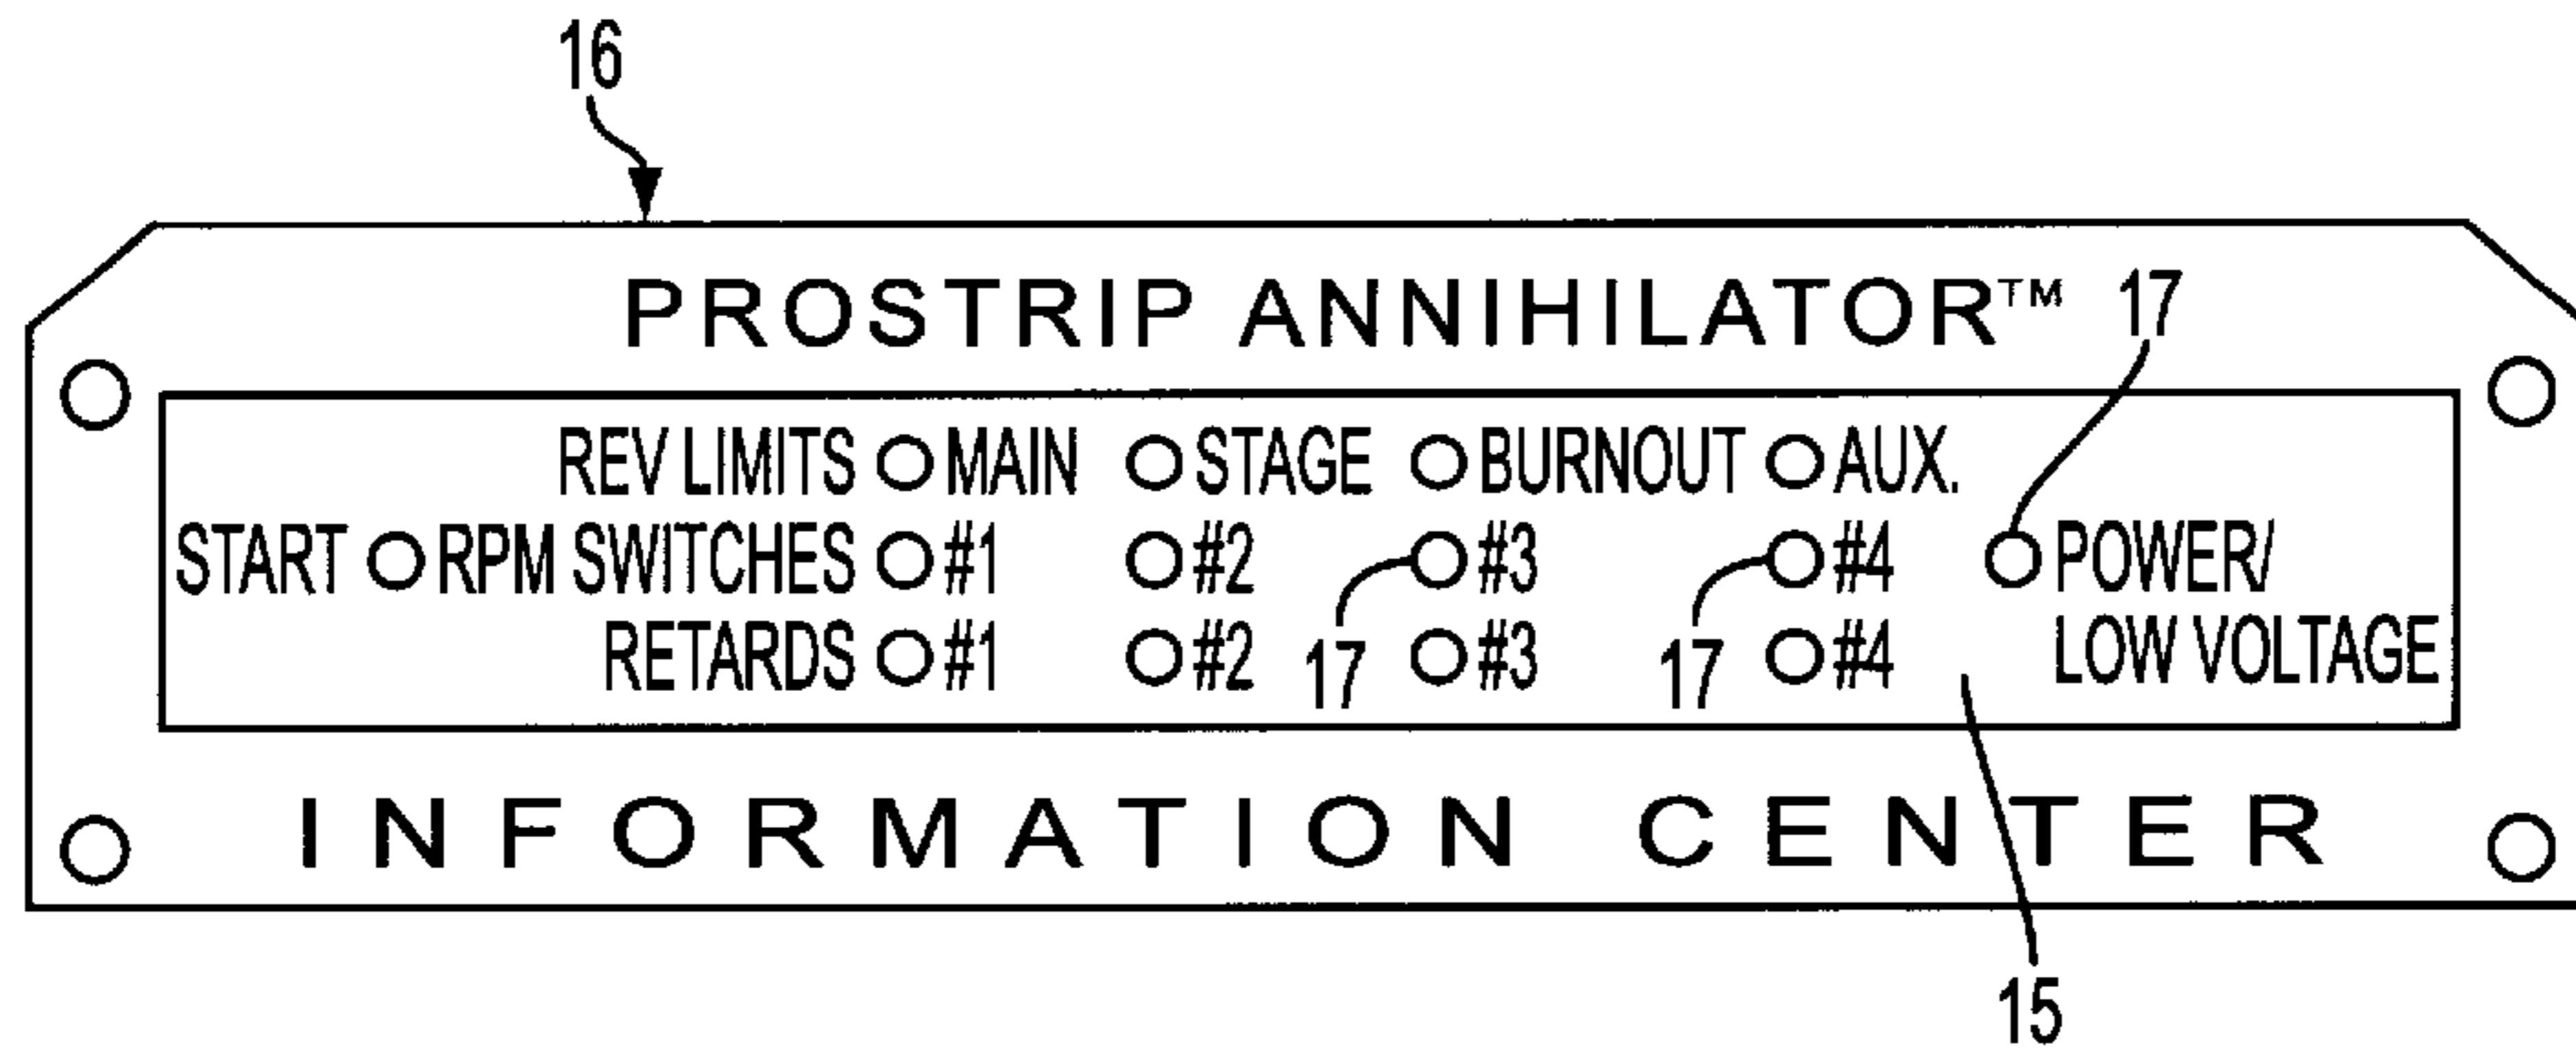 16
PROSTRIP ANNIHILATOR™ 17
REV LIMITS MAIN STAGE BURNOUT AUX.
START RPM SWITCHES #1 #2 #3 #4 POWER/
RETARDS #1 #2 17 #3 17 #4 LOW VOLTAGE
INFORMATION CENTER
15